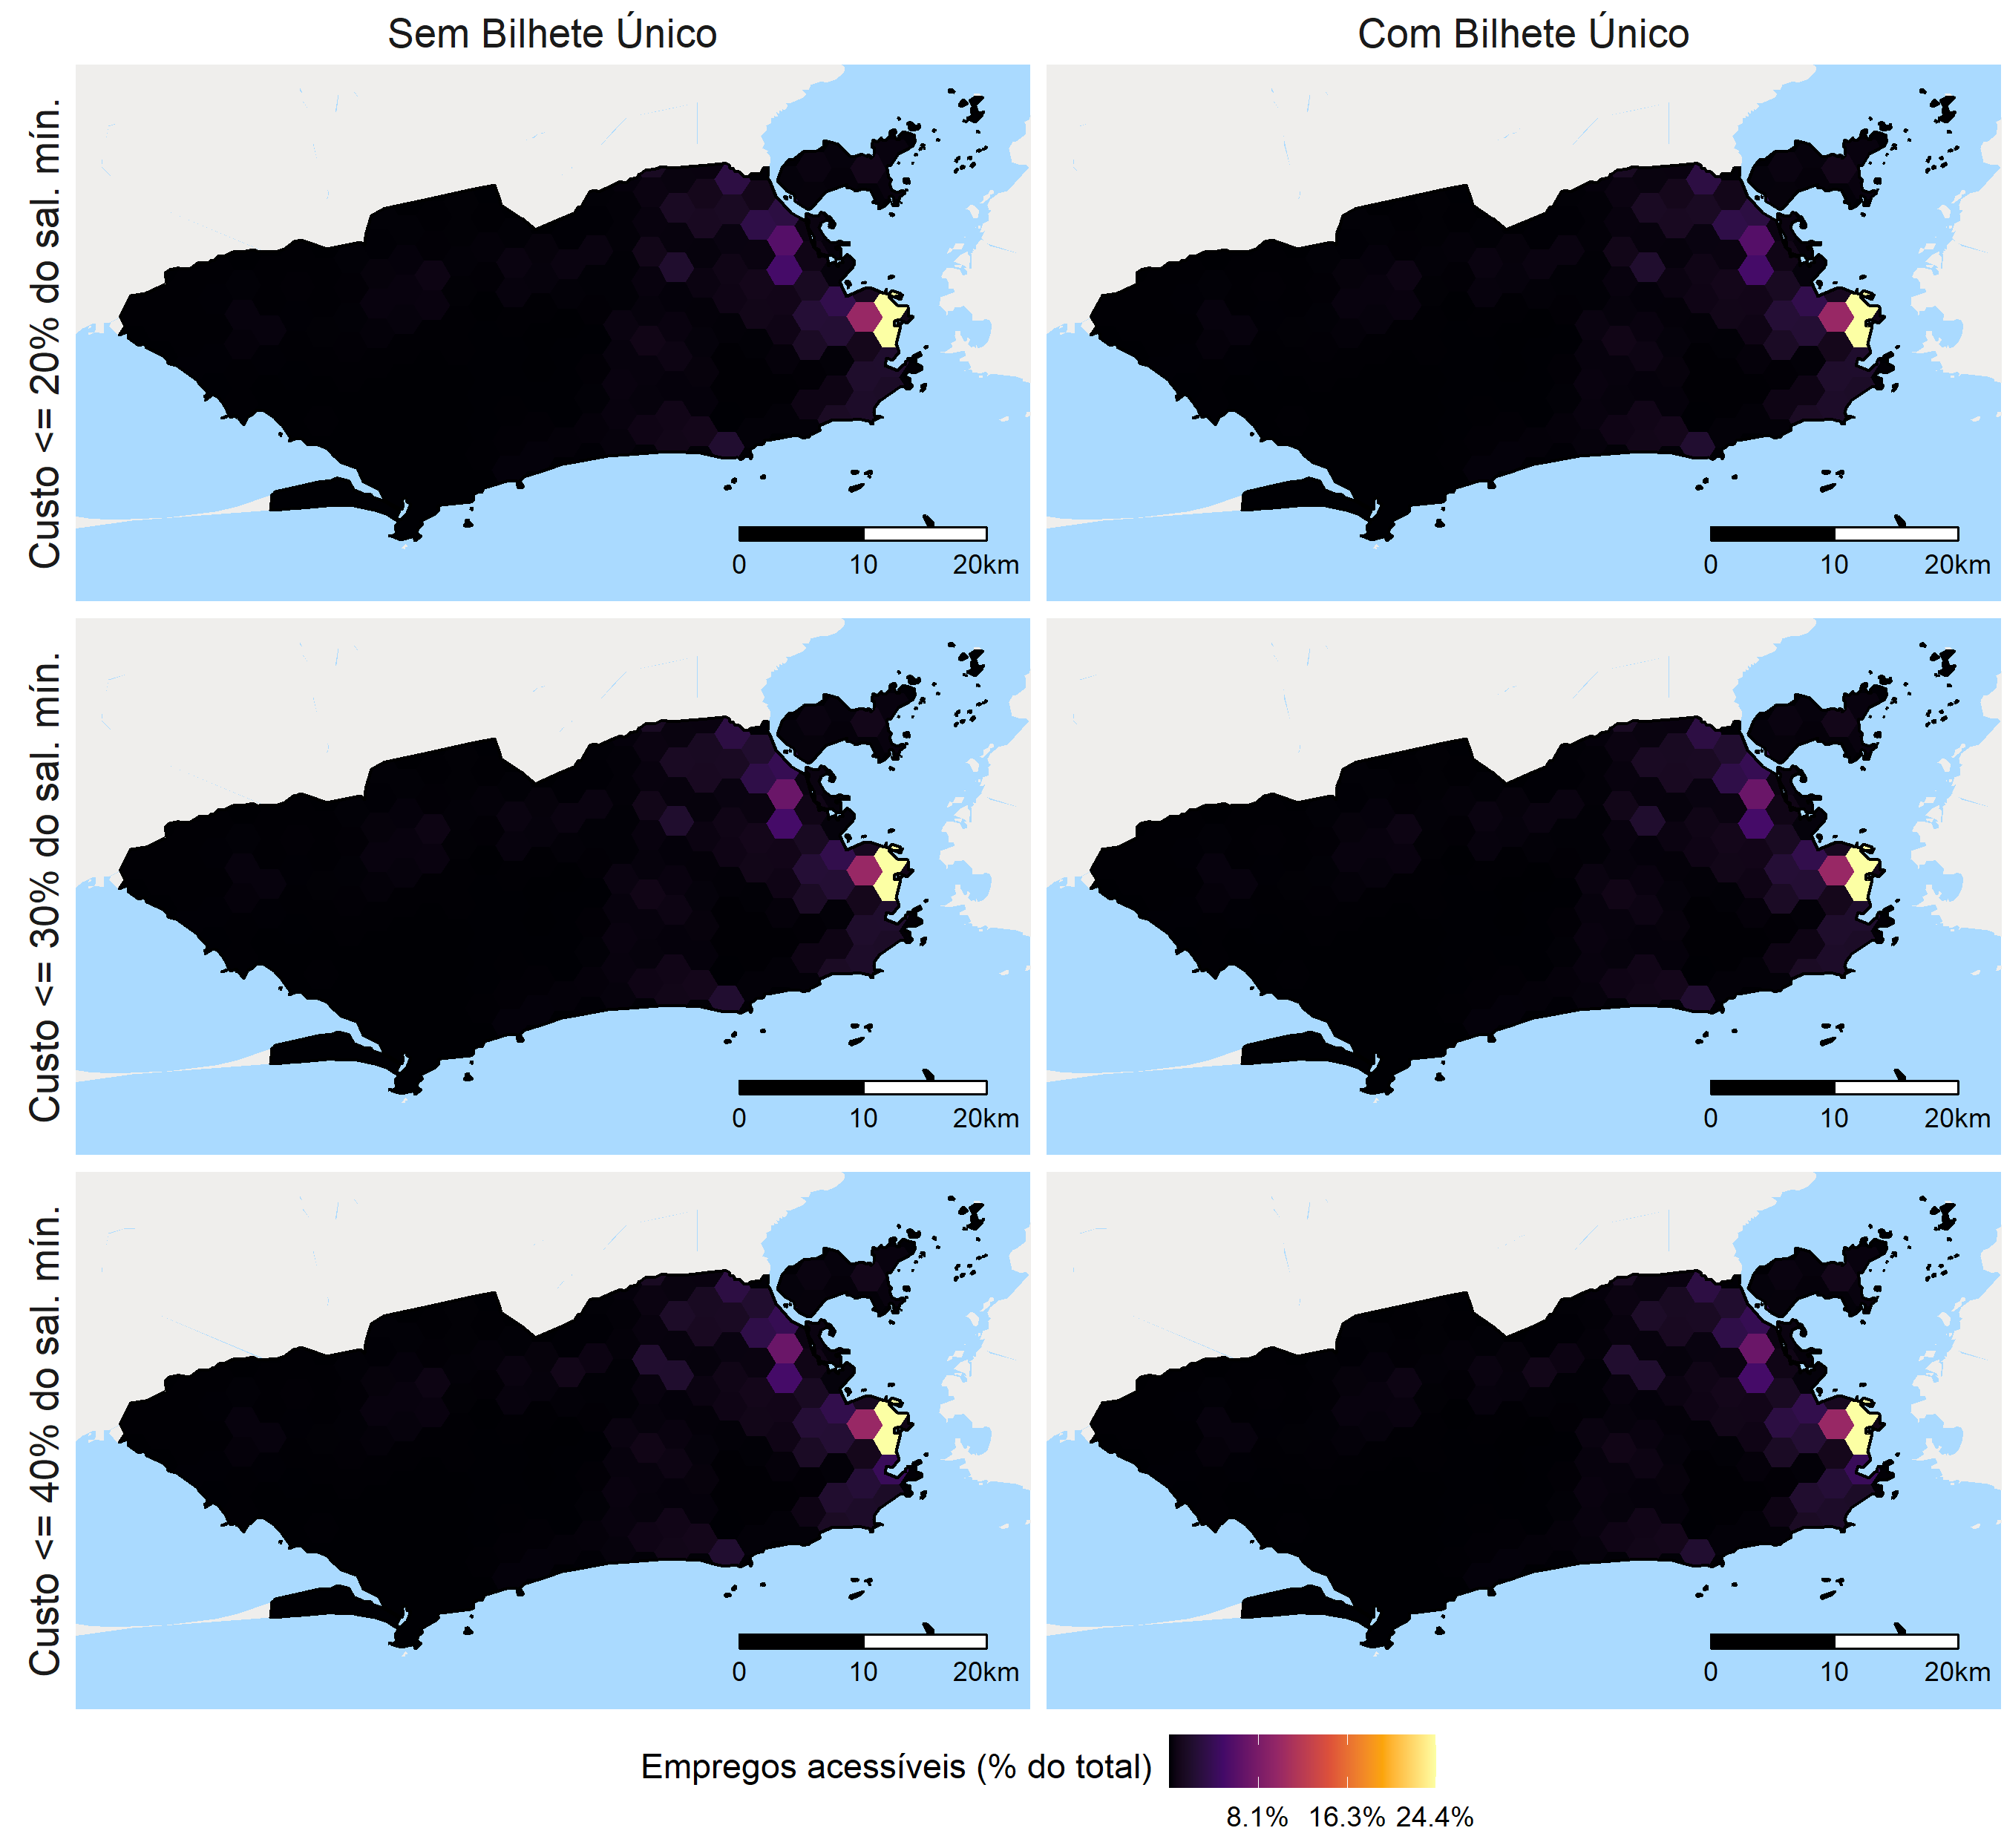 Sem Bilhete Único
Com Bilhete Único
Custo <= 20% do sal. mín.
0 10 20km
0 10 20km
Custo <= 30% do sal. mín.
0 10 20km
0 10 20km
Custo <= 40% do sal. mín.
0 10 20km
0 10 20km
Empregos acessíveis (% do total)
8.1% 16.3% 24.4%